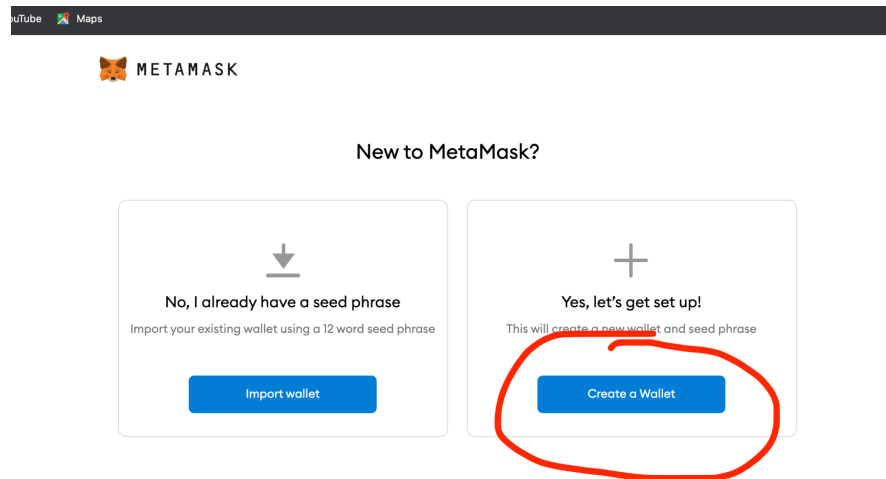 ouTube Maps
METAMASK
New to MetaMask?
No, I already have a seed phrase
Import your existing wallet using a 12 word seed phrase
Import wallet
Yes, let's get set up!
This will create a new wallet and seed phrase
Create a Wallet